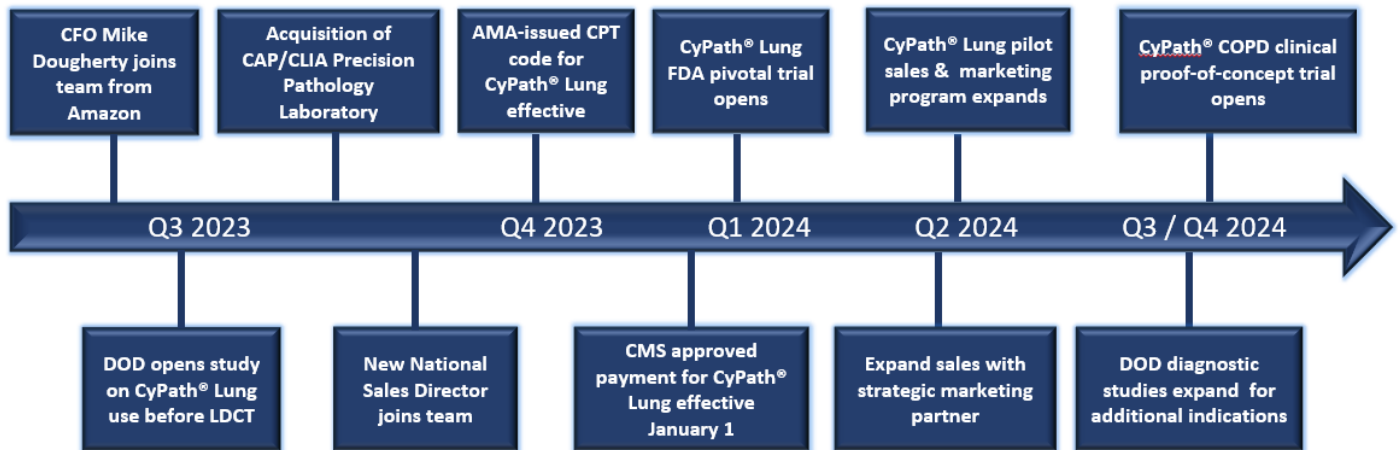 CFO Mike
Dougherty joins
team from
Amazon
Acquisition of
CAP/CLIA Precision
Pathology
Laboratory
AMA-issued CPT
code for
CyPath® Lung
effective
CyPath® Lung
FDA pivotal trial
opens
CyPath® Lung pilot
sales & marketing
program expands
CyPath® COPD clinical
proof-of-concept trial
opens
Q3 2023
Q4 2023
Q1 2024
Q2 2024
Q3 / Q4 2024
DOD opens study
on CyPath® Lung
use before LDCT
New National
Sales Director
joins team
CMS approved
payment for CyPath®
Lung effective
January 1
Expand sales with
strategic marketing
partner
DOD diagnostic
studies expand for
additional indications